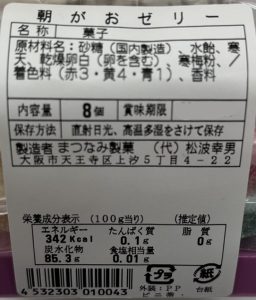 朝がおゼリー
名称 菓子
原材料名：砂糖（国内製造）、水飴、寒
天、乾燥卵白（卵を含む）、寒梅粉、／
着色料（赤3・黄4・青1）、香料
内容量 8個 賞味期限
保存方法 直射日光、高温多湿をさけて保存
製造者 まつなみ製菓 （代）松波幸男
大阪市天王寺区上汐5丁目4－22
栄養成分表示 （100g当り） （推定値）
エネルギー たんぱく質 脂質
342Kcal 0.1g 0g
炭水化物 食塩相当量
85.3g 0.01g
4532303010043
プラ 紙
外装：PP 台紙